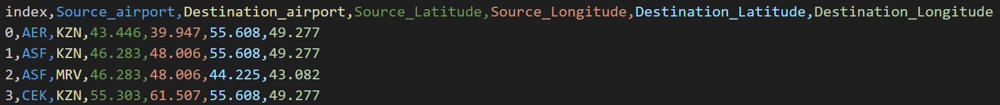 index,Source_airport,Destination_airport,Source_Latitude,Source_Longitude,Destination_Latitude,Destination_Longitude
0,AER,KZN,43.446,39.947,55.608,49.277
1,ASF,KZN,46.283,48.006,55.608,49.277
2,ASF,MRV,46.283,48.006,44.225,43.082
3,CEK,KZN,55.303,61.507,55.608,49.277